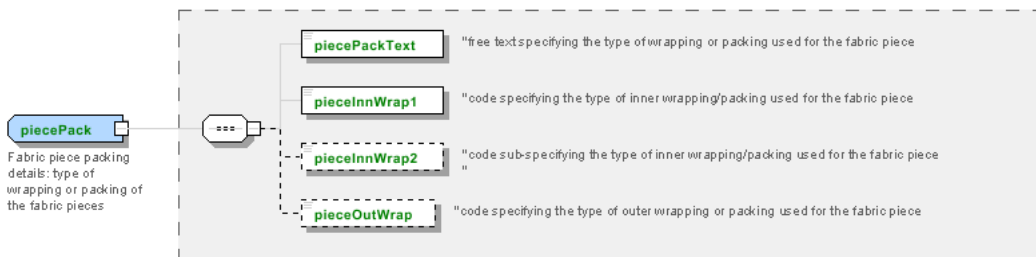 piecePackText
"free text specifying the type of wrapping or packing used for the fabric piece
pieceInnWrap1
"code specifying the type of inner wrapping/packing used for the fabric piece
piecePack
Fabric piece packing
details: type of
wrapping or packing of
the fabric pieces
pieceInnWrap2
"code sub-specifying the type of inner wrapping/packing used for the fabric piece
"
pieceOutWrap
"code specifying the type of outer wrapping or packing used for the fabric piece